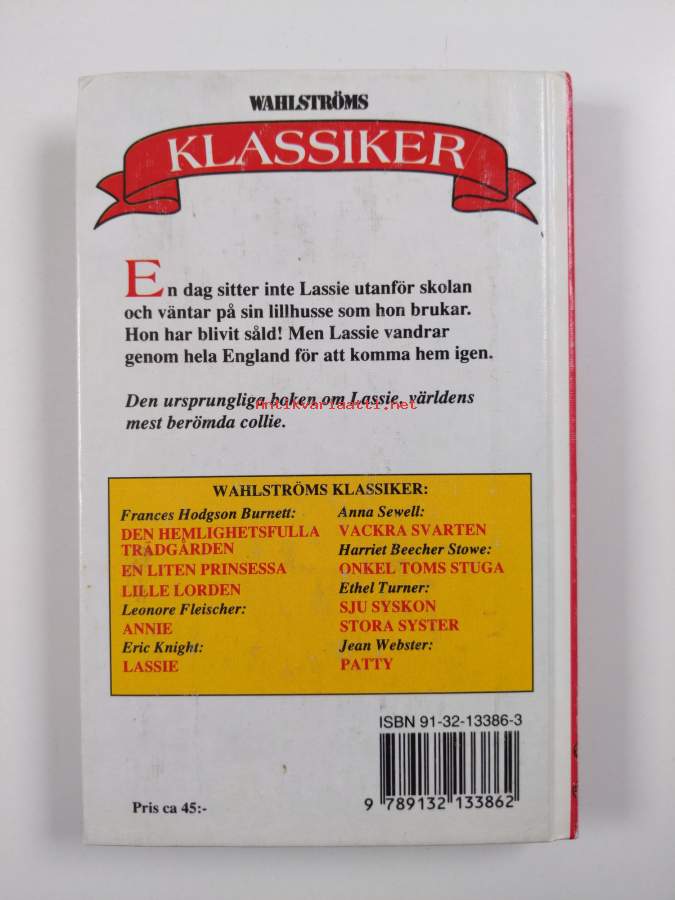 WAHLSTRÖMS
KLASSIKER
En dag sitter inte Lassie utanför skolan
och väntar på sin lillhusse som hon brukar.
Hon har blivit såld! Men Lassie vandrar
genom hela England för att komma hem igen.
Den ursprungliga boken om Lassie, världens
Antikvariaatti.net
mest berömda collie.
WAHLSTRÖMS KLASSIKER:
Frances Hodgson Burnett:
DEN HEMLIGHETSFULLA
TRÄDGÅRDEN
EN LITEN PRINSESSA
LILLE LORDEN
Leonore Fleischer:
ANNIE
Eric Knight:
LASSIE
Anna Sewell:
VACKRA SVARTEN
Harriet Beecher Stowe:
ONKEL TOMS STUGA
Ethel Turner:
SJU SYSKON
STORA SYSTER
Jean Webster:
PATTY
ISBN 91-32-13386-3
9 789132 133862
Pris ca 45:-